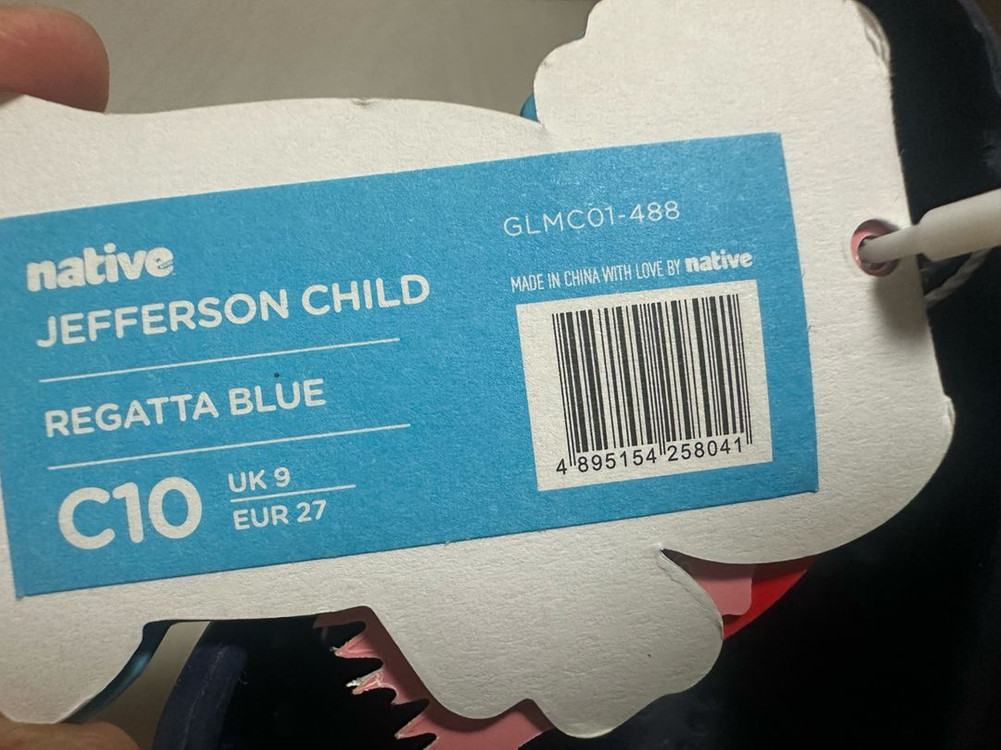 native
JEFFERSON CHILD
REGATTA BLUE
C10
UK 9
EUR 27
GLMC01-488
MADE IN CHINA WITH LOVE BY native
4 895154 258041